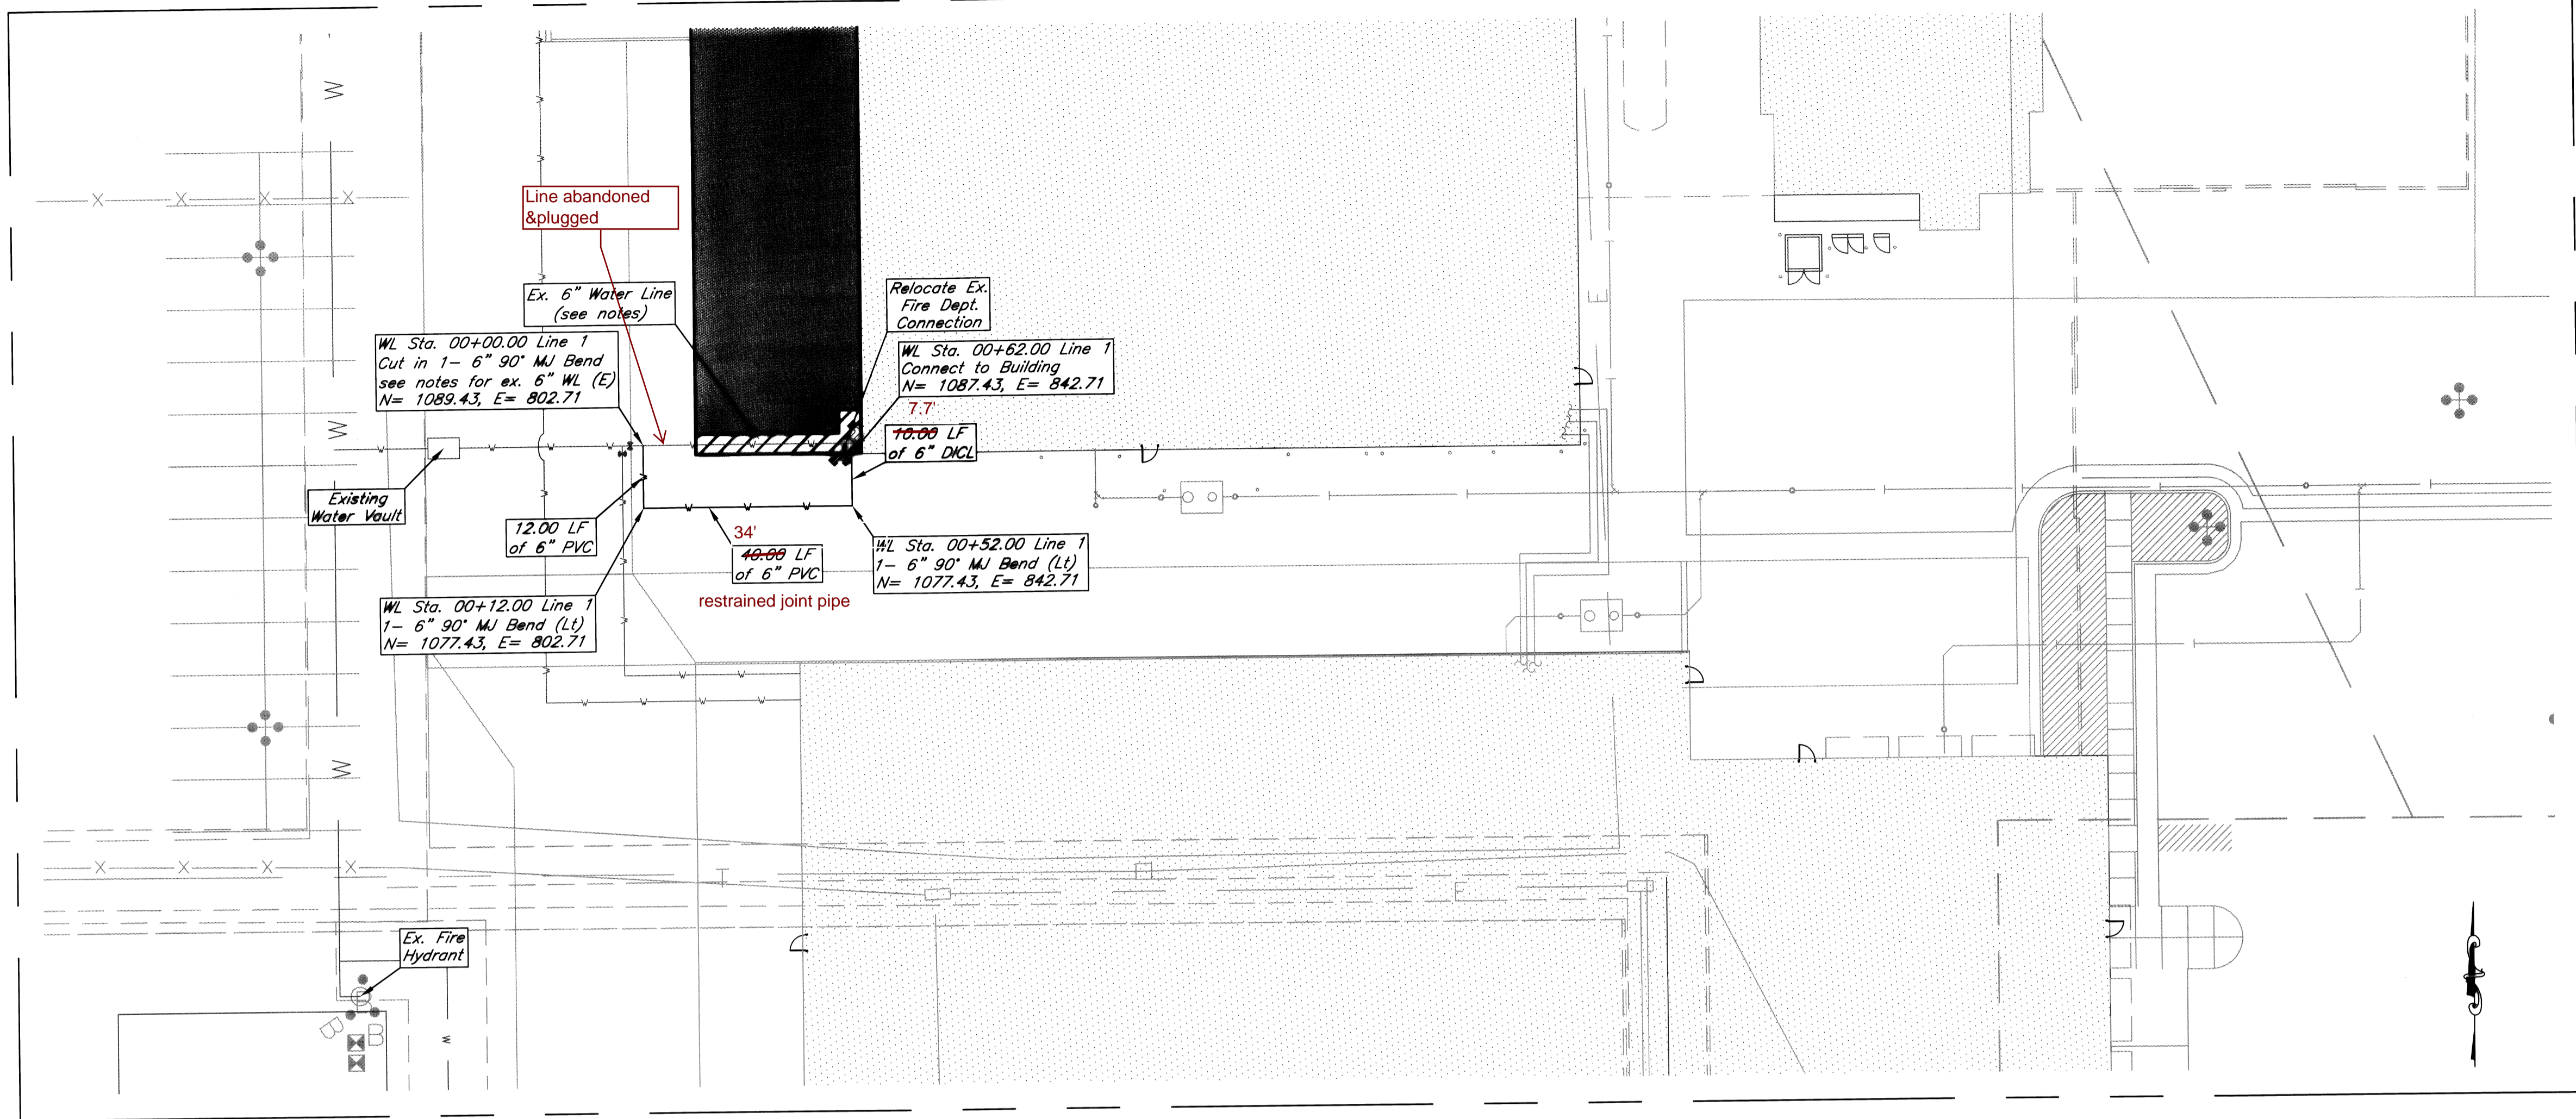 W
Line abandoned
&plugged
Ex. 6" Water Line
(see notes)
Relocate Ex.
Fire Dept.
Connection
WL Sta. 00+00.00 Line 1
Cut in 1- 6" 90° MJ Bend
see notes for ex. 6" WL (E)
N= 1089.43, E= 802.71
WL Sta. 00+62.00 Line 1
Connect to Building
N= 1087.43, E= 842.71
7.7'
10.00 LF
of 6" DICL
W
Existing
Water Vault
12.00 LF
of 6" PVC
34'
40.00 LF
of 6" PVC
restrained joint pipe
WL Sta. 00+52.00 Line 1
1- 6" 90° MJ Bend (Lt)
N= 1077.43, E= 842.71
WL Sta. 00+12.00 Line 1
1- 6" 90° MJ Bend (Lt)
N= 1077.43, E= 802.71
W
Ex. Fire
Hydrant
B B
W